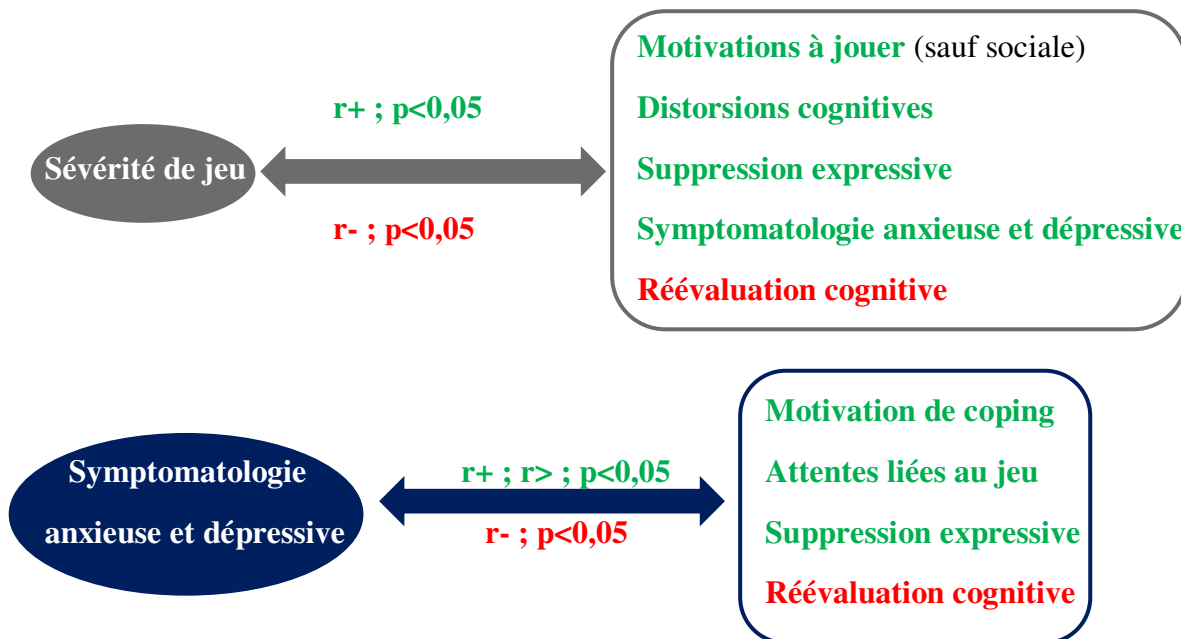 Motivations à jouer (sauf sociale)
r+ ; p<0,05
Distorsions cognitives
Sévérité de jeu
Suppression expressive
r- ; p<0,05
Symptomatologie anxieuse et dépressive
Réévaluation cognitive
Motivation de coping
Symptomatologie
anxieuse et dépressive
r+ ; r> ; p<0,05
Attentes liées au jeu
r- ; p<0,05
Suppression expressive
Réévaluation cognitive